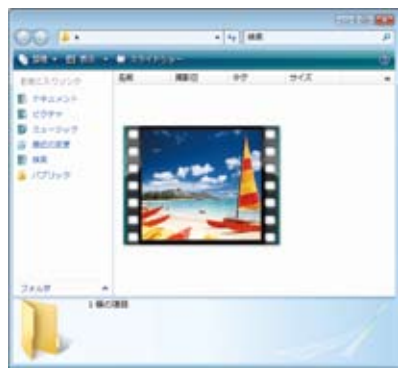 検索
整理 ▼ 表示 ▼ スライドショー
名前 撮影日 タグ サイズ
お気に入りリンク
ドキュメント
ピクチャ
ミュージック
最近の変更
検索
パブリック
フォルダ
1 個の項目